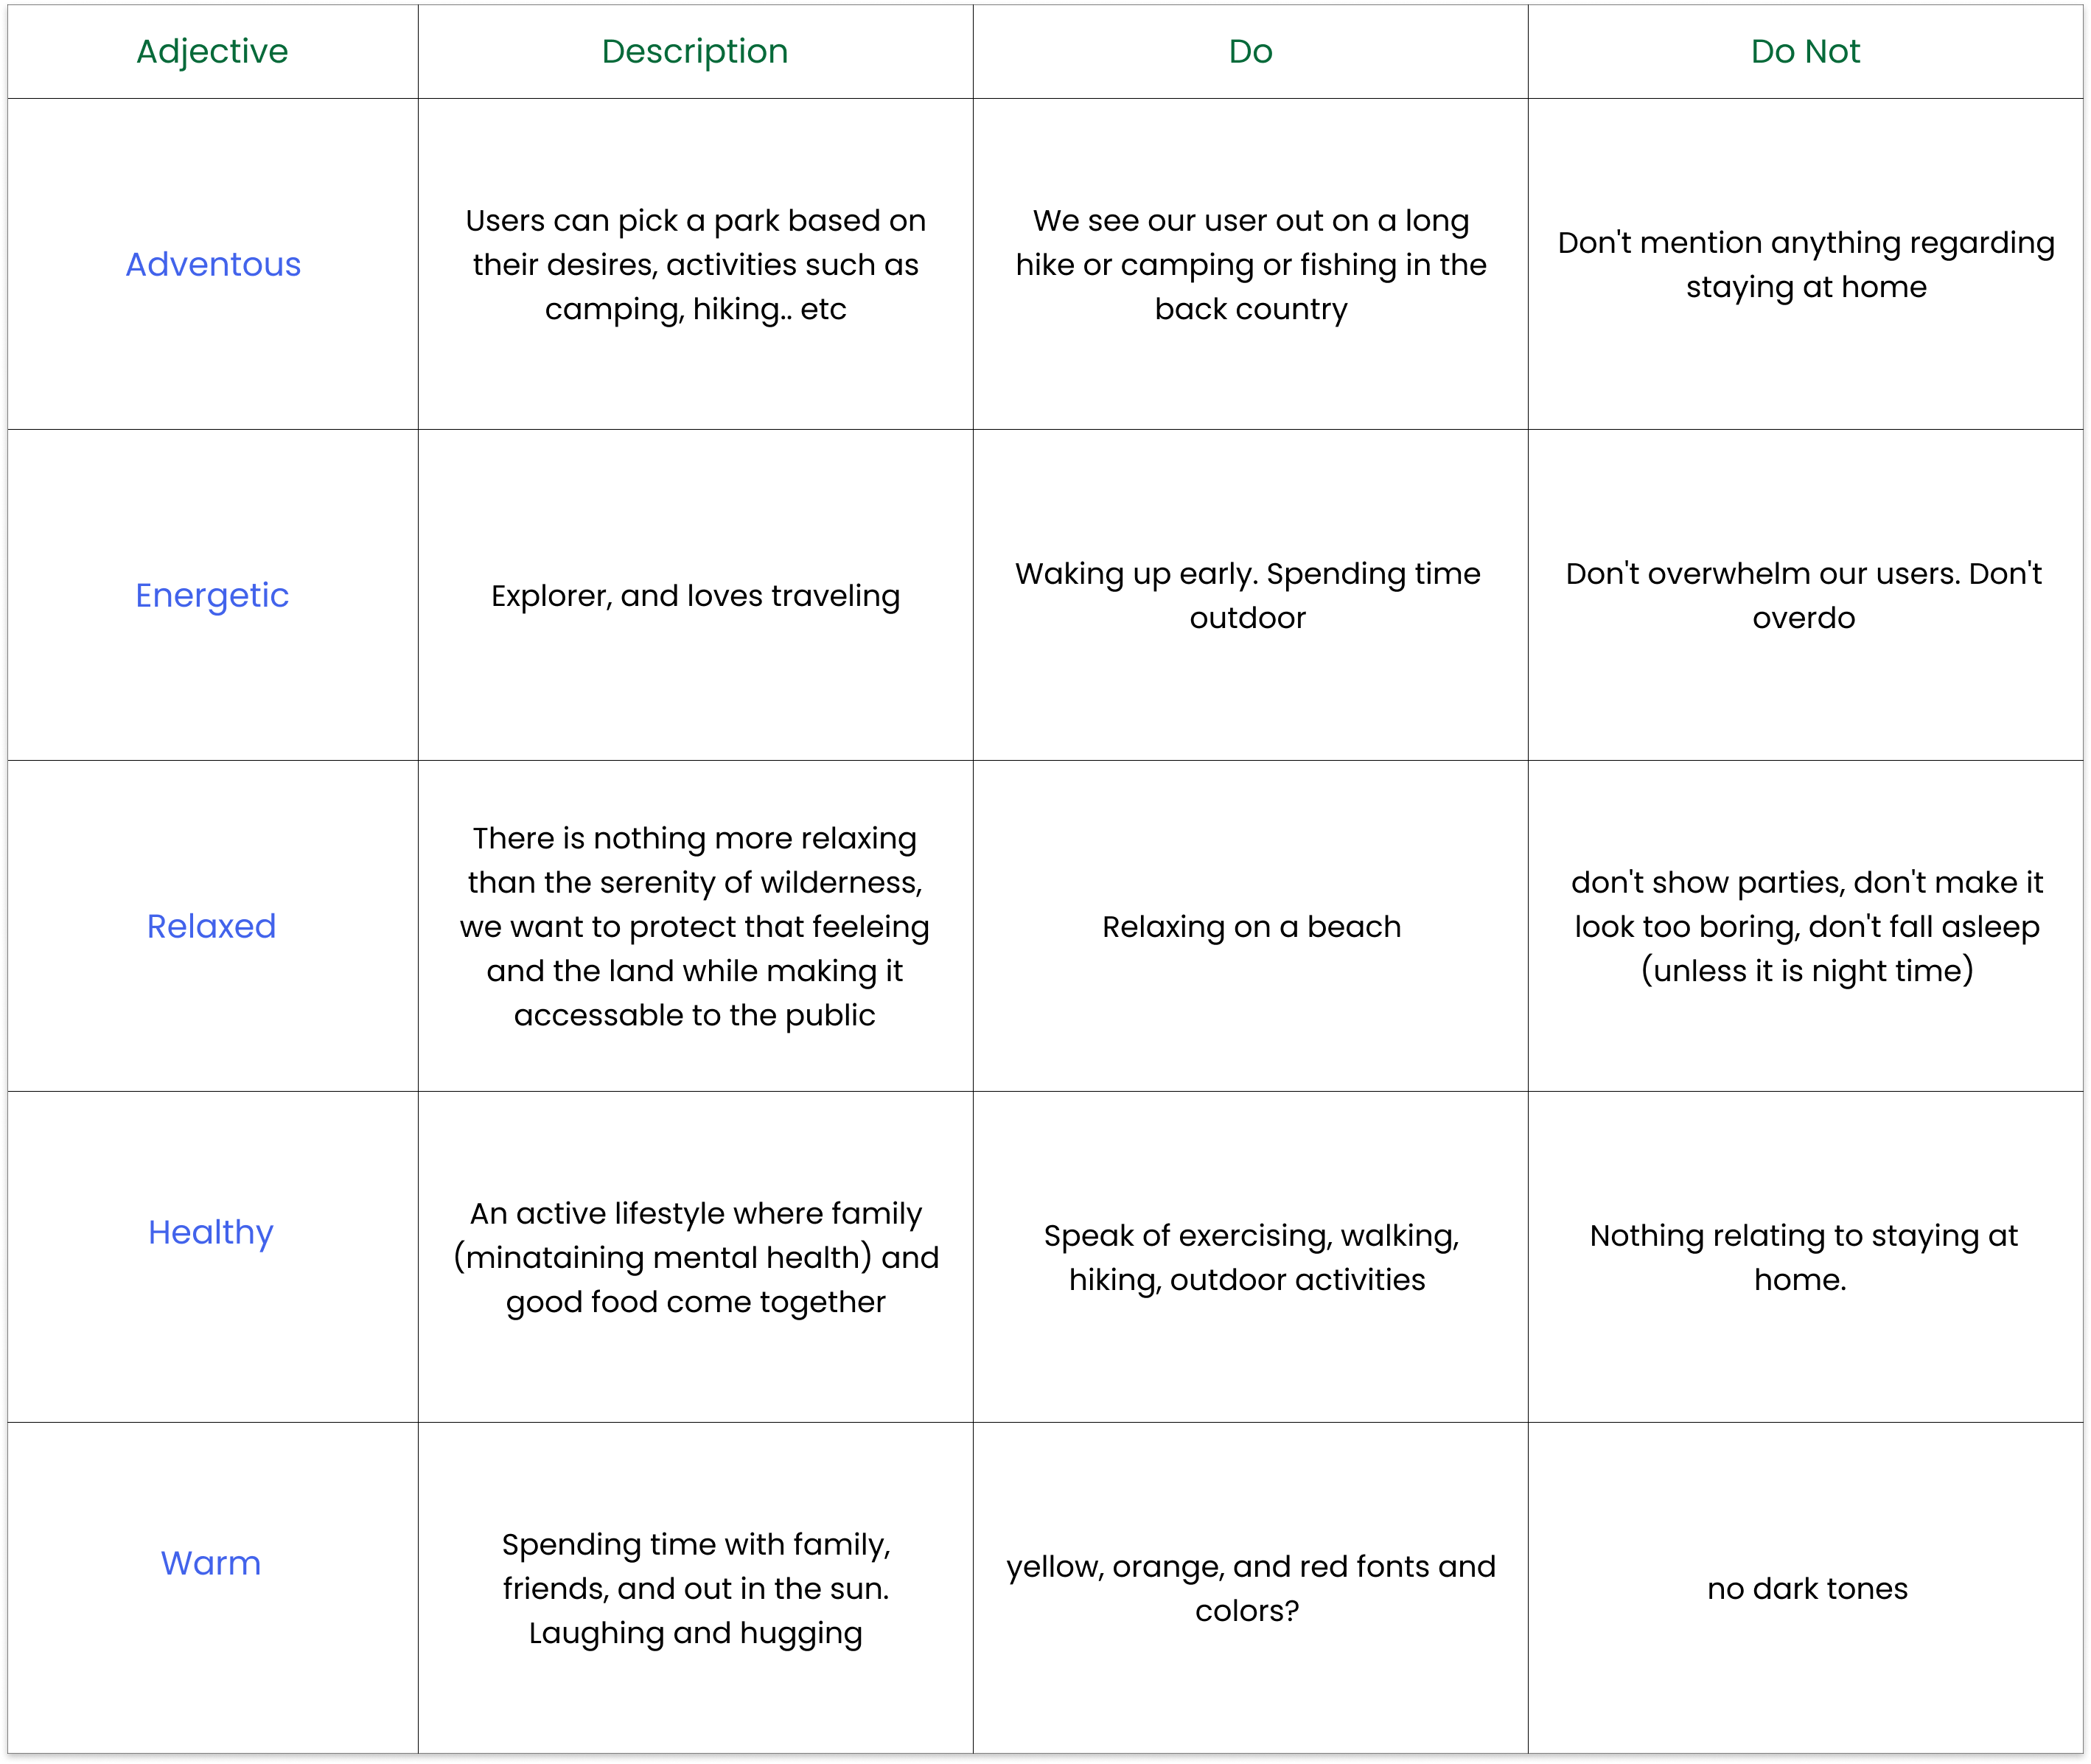 Adjective
Description
Do
Do Not
Adventous
Users can pick a park based on
their desires, activities such as
camping, hiking.. etc
We see our user out on a long
hike or camping or fishing in the
back country
Don't mention anything regarding
staying at home
Energetic
Explorer, and loves traveling
Waking up early. Spending time
outdoor
Don't overwhelm our users. Don't
overdo
Relaxed
There is nothing more relaxing
than the serenity of wilderness,
we want to protect that feeleing
and the land while making it
accessable to the public
Relaxing on a beach
don't show parties, don't make it
look too boring, don't fall asleep
(unless it is night time)
Healthy
An active lifestyle where family
(minataining mental health) and
good food come together
Speak of exercising, walking,
hiking, outdoor activities
Nothing relating to staying at
home.
Warm
Spending time with family,
friends, and out in the sun.
Laughing and hugging
yellow, orange, and red fonts and
colors?
no dark tones